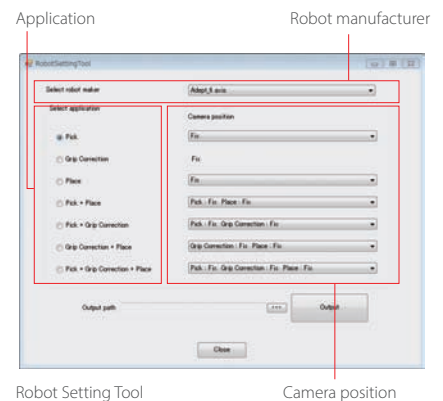 Application Robot manufacturer
RobotSettingTool
Select robot maker Adept_6 axis
Select application Camera position
Pick Fix
Grip Correction Fix
Place Fix
Pick + Place Pick : Fix Place : Fix
Pick + Grip Correction Pick : Fix Grip Correction : Fix
Grip Correction + Place Grip Correction : Fix Place : Fix
Pick + Grip Correction + Place Pick : Fix Grip Correction : Fix Place : Fix
Output path ... Output
Close
Robot Setting Tool Camera position